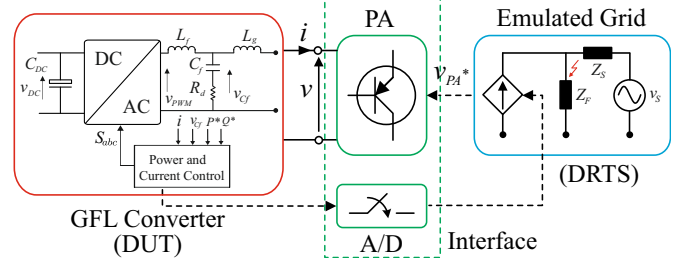 PA
Emulated Grid
L_f
L_g
i
C_DC
DC
C_f
Z_S
v_PA*
v_DC
R_d
v_Cf
v
v_PWM
Z_F
v_S
AC
S_abc
i v_Cf P* Q*
(DRTS)
Power and
Current Control
GFL Converter
(DUT)
A/D
Interface